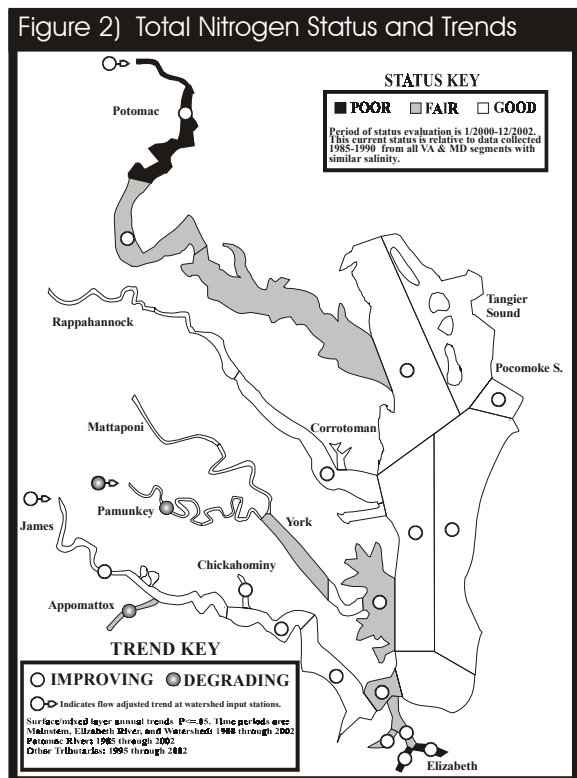 Figure 2) Total Nitrogen Status and Trends
STATUS KEY
POOR FAIR GOOD
Period of status evaluation is 1/2000-12/2002.
This current status is relative to data collected
1985-1990 from all VA & MD segments with
similar salinity.
Potomac
Tangier
Sound
Rappahannock
Pocomoke S.
Mattaponi
Corrotoman
Pamunkey
James
York
Chickahominy
Appomattox
TREND KEY
IMPROVING DEGRADING
Indicates flow adjusted trend at watershed input stations.
Surface/mixed layer annual trends P<=.05. Time periods are:
Mainstem, Elizabeth River, and Watershed: 1988 through 2002
Potomac River: 1985 through 2002
Other Tributaries: 1995 through 2002
Elizabeth